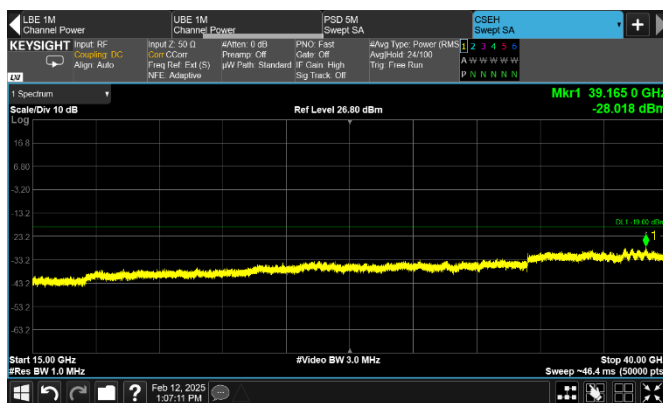 LBE 1M
Channel Power
UBE 1M
Channel Power
PSD 5M
Swept SA
CSEH
Swept SA
KEYSIGHT
Input: RF
Coupling: DC
Align: Auto
Input Z: 50 Ω
Corr CCorr
Freq Ref: Ext (S)
NFE: Adaptive
#Atten: 0 dB
Preamp: Off
µW Path: Standard
PNO: Fast
Gate: Off
IF Gain: High
Sig Track: Off
#Avg Type: Power (RMS
Avg|Hold: 24/100
Trig: Free Run
1 2 3 4 5 6
A W W W W W
P N N N N N
LXI
1 Spectrum
Scale/Div 10 dB
Ref Level 26.80 dBm
Mkr1 39.165 0 GHz
-28.018 dBm
Log
16.8
6.80
-3.20
-13.2
-23.2
-33.2
-43.2
-53.2
-63.2
DL1 -19.00 dBm
1
Start 15.00 GHz
#Res BW 1.0 MHz
#Video BW 3.0 MHz
Stop 40.00 GHz
Sweep ~46.4 ms (50000 pts
Feb 12, 2025
1:07:11 PM